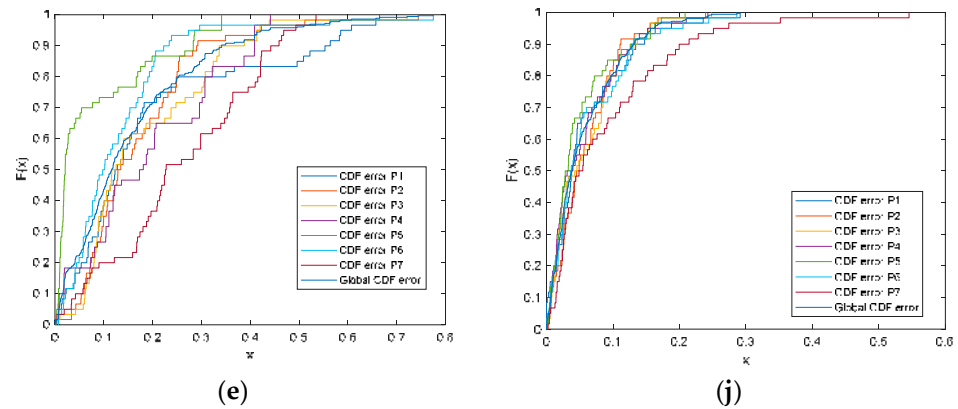 1
0.9
0.8
0.7
0.6
0.5
0.4
0.3
0.2
0.1
0
F(x)
0
0.1
0.2
0.3
0.4
0.5
0.6
0.7
0.8
x
CDF error P1
CDF error P2
CDF error P3
CDF error P4
CDF error P5
CDF error P6
CDF error P7
Global CDF error
(e)
1
0.9
0.8
0.7
0.6
0.5
0.4
0.3
0.2
0.1
0
F(x)
0
0.1
0.2
0.3
0.4
0.5
0.6
x
CDF error P1
CDF error P2
CDF error P3
CDF error P4
CDF error P5
CDF error P6
CDF error P7
Global CDF error
(j)